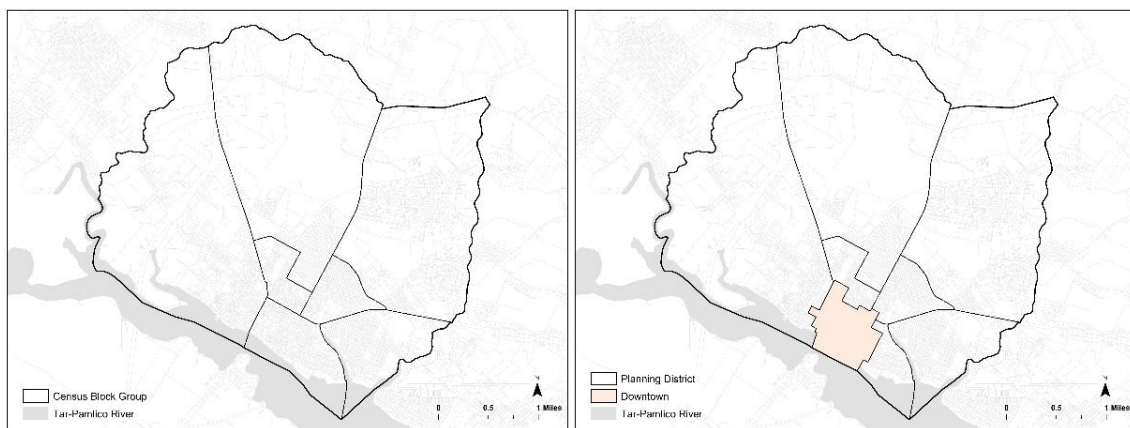 Census Block Group
Tar-Pamlico River
0 0.5 1 Miles
Planning District
Downtown
Tar-Pamlico River
0 0.5 1 Miles